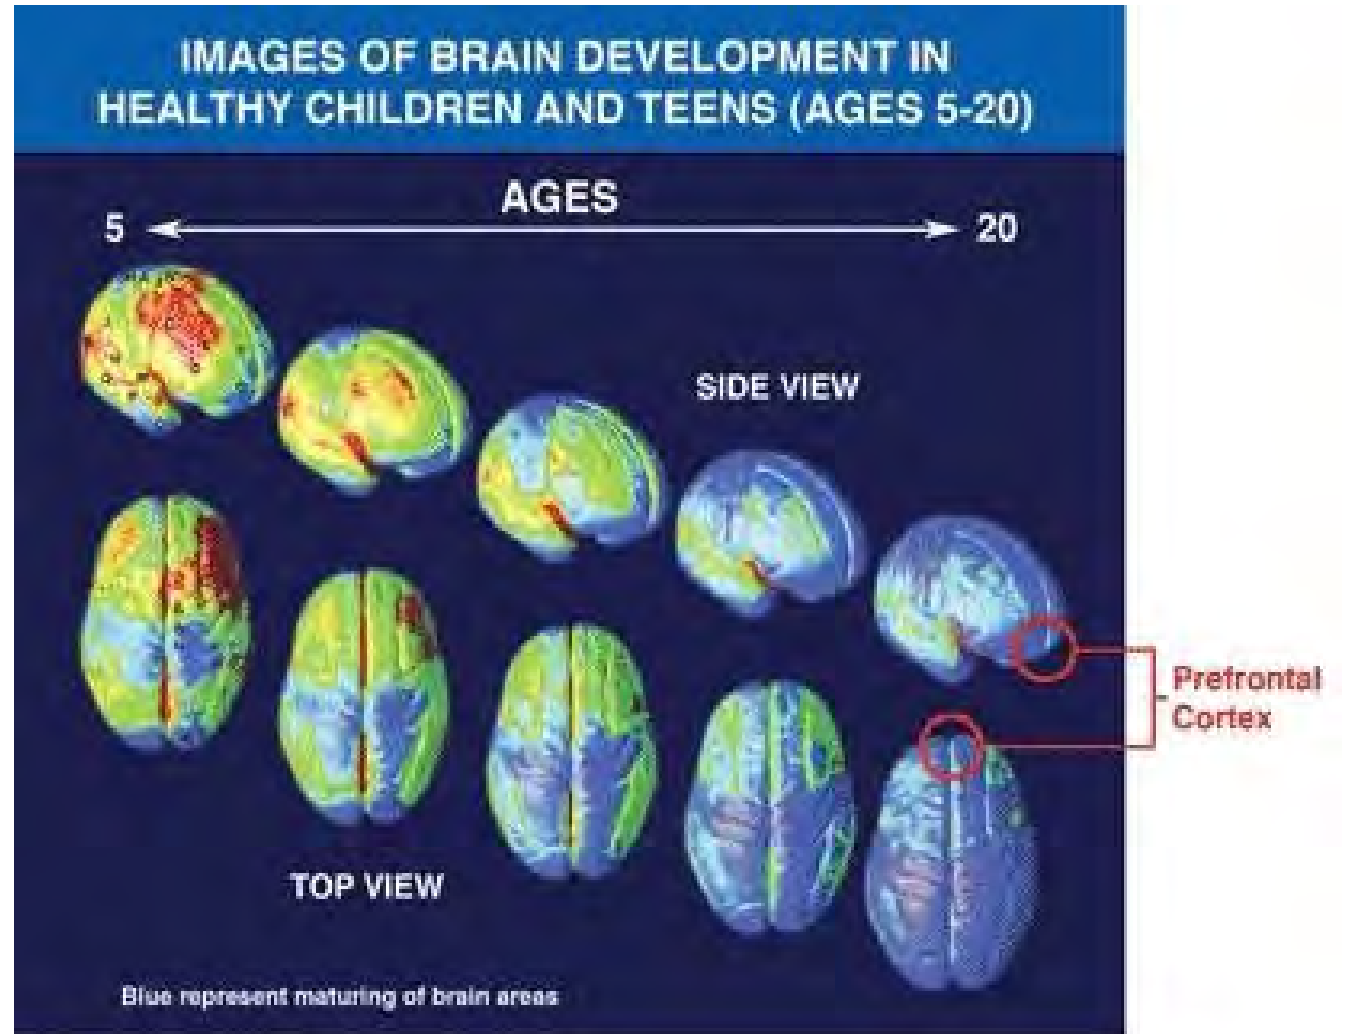 IMAGES OF BRAIN DEVELOPMENT IN
HEALTHY CHILDREN AND TEENS (AGES 5-20)
AGES
5
20
SIDE VIEW
Prefrontal
Cortex
TOP VIEW
Blue represent maturing of brain areas